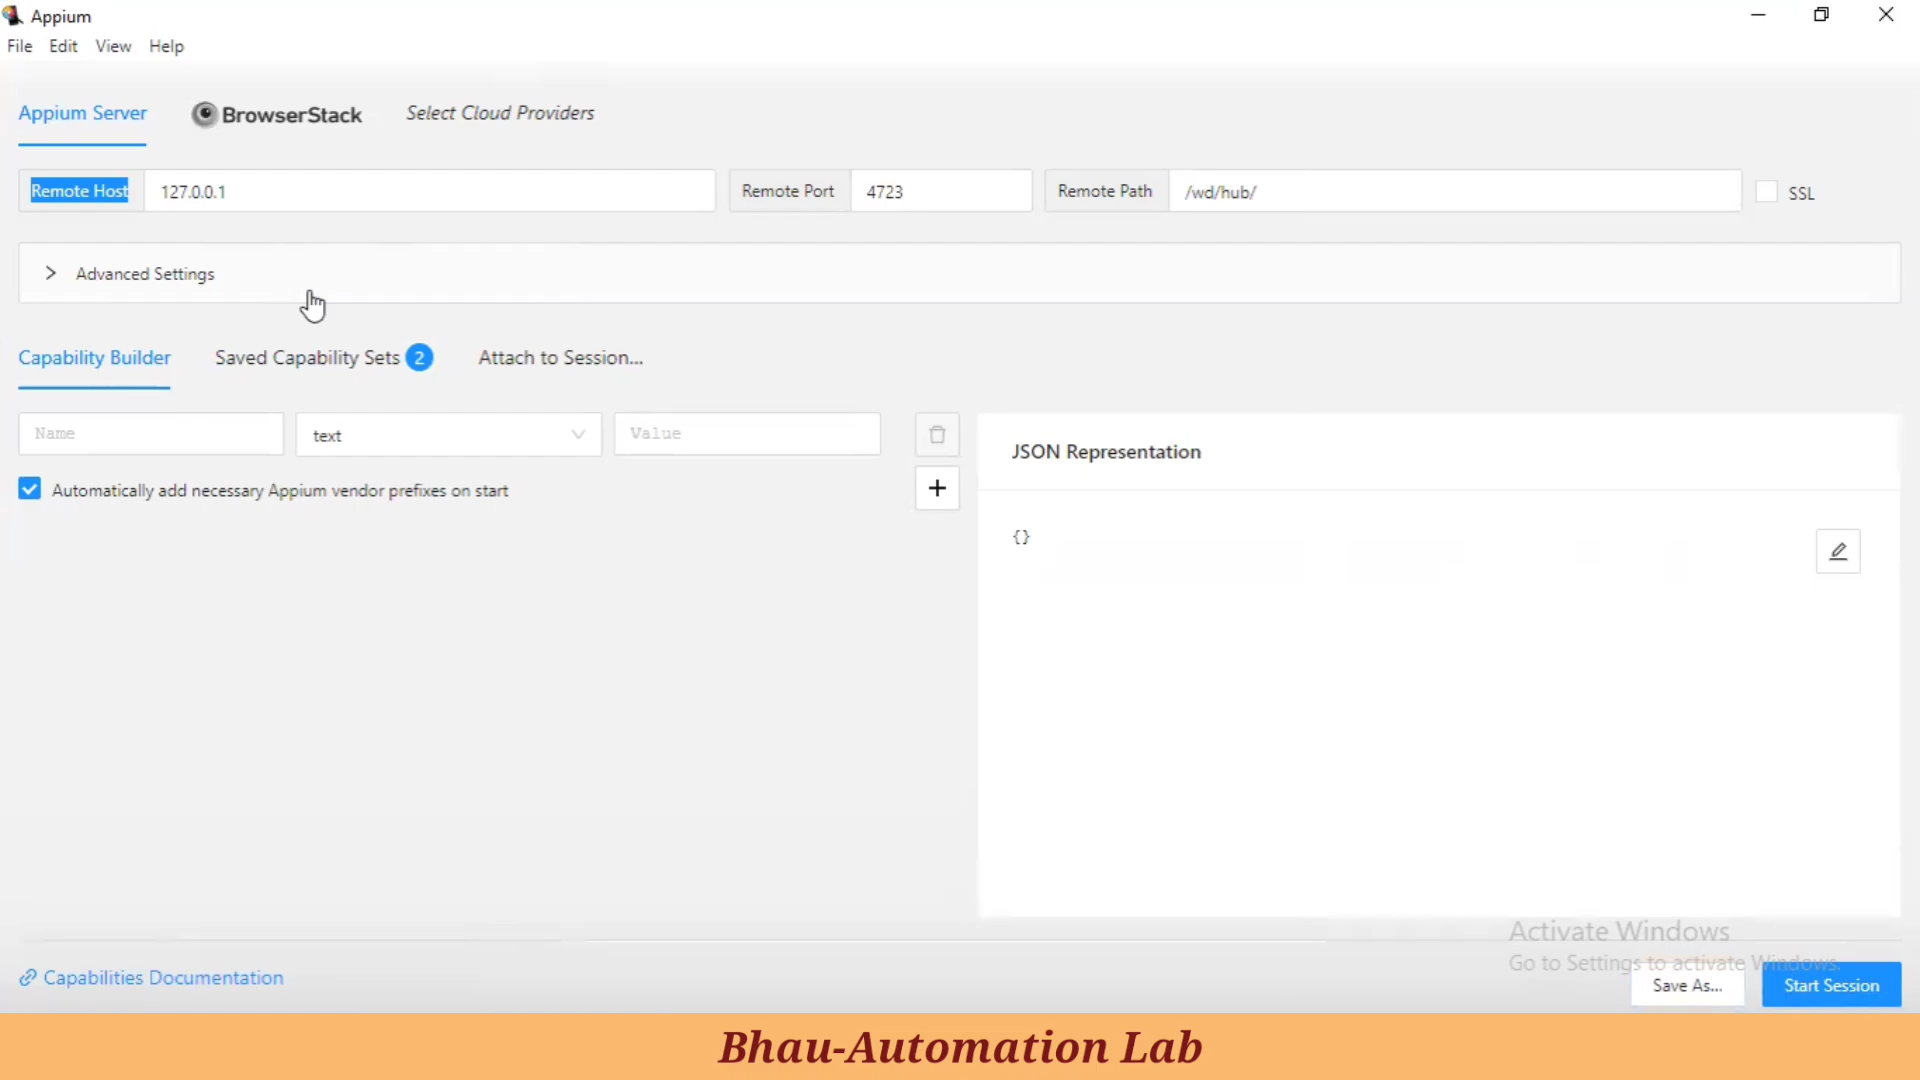 Appium
File Edit View Help
Appium Server BrowserStack Select Cloud Providers
Remote Host 127.0.0.1 Remote Port 4723 Remote Path /wd/hub/ SSL
Advanced Settings
Capability Builder Saved Capability Sets 2 Attach to Session...
Name text Value
JSON Representation
Automatically add necessary Appium vendor prefixes on start
{}
Activate Windows
Go to Settings to activate Windows.
Capabilities Documentation
Save As... Start Session
Bhau-Automation Lab